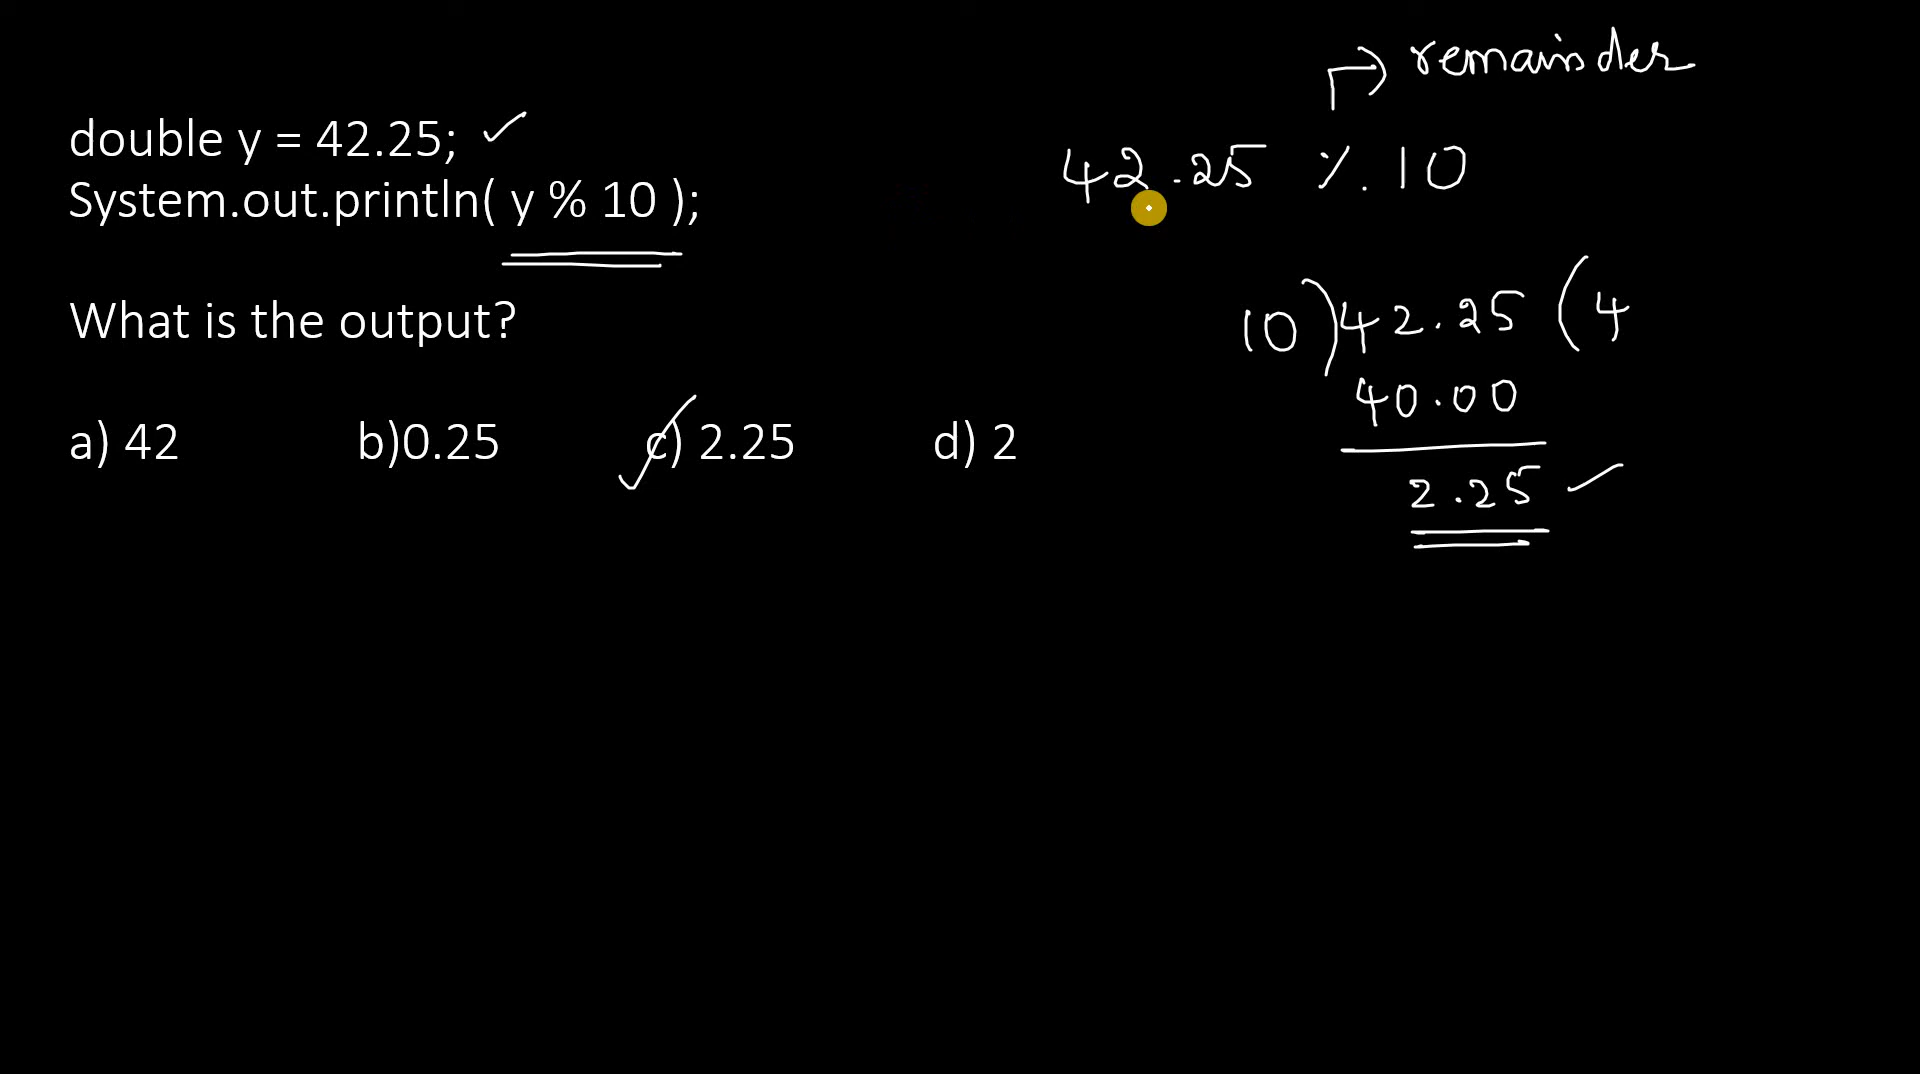 double y = 42.25;
System.out.println( y % 10 );
What is the output?
a) 42 b)0.25 c) 2.25 d) 2
remainder
42.25 % 10
10)42.25(4
40.00
2.25